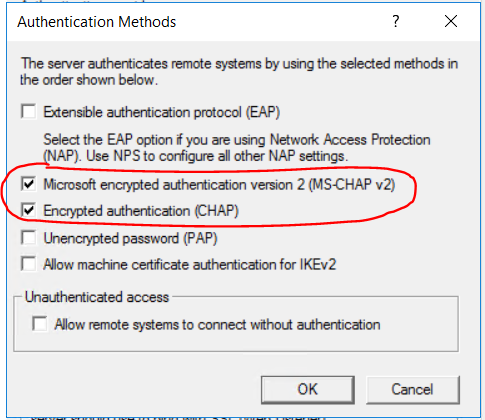 Authentication Methods
The server authenticates remote systems by using the selected methods in
the order shown below.
Extensible authentication protocol (EAP)
Select the EAP option if you are using Network Access Protection
(NAP). Use NPS to configure all other NAP settings.
Microsoft encrypted authentication version 2 (MS-CHAP v2)
Encrypted authentication (CHAP)
Unencrypted password (PAP)
Allow machine certificate authentication for IKEv2
Unauthenticated access
Allow remote systems to connect without authentication
OK
Cancel